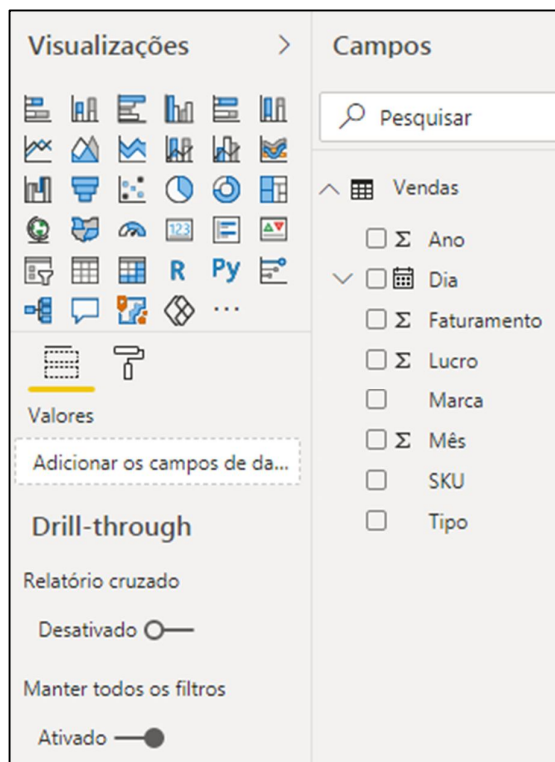 Visualizações
Campos
Pesquisar
123
R
Py
Vendas
Σ Ano
Dia
Σ Faturamento
Σ Lucro
Marca
Σ Mês
SKU
Tipo
Valores
Adicionar os campos de da...
Drill-through
Relatório cruzado
Desativado
Manter todos os filtros
Ativado